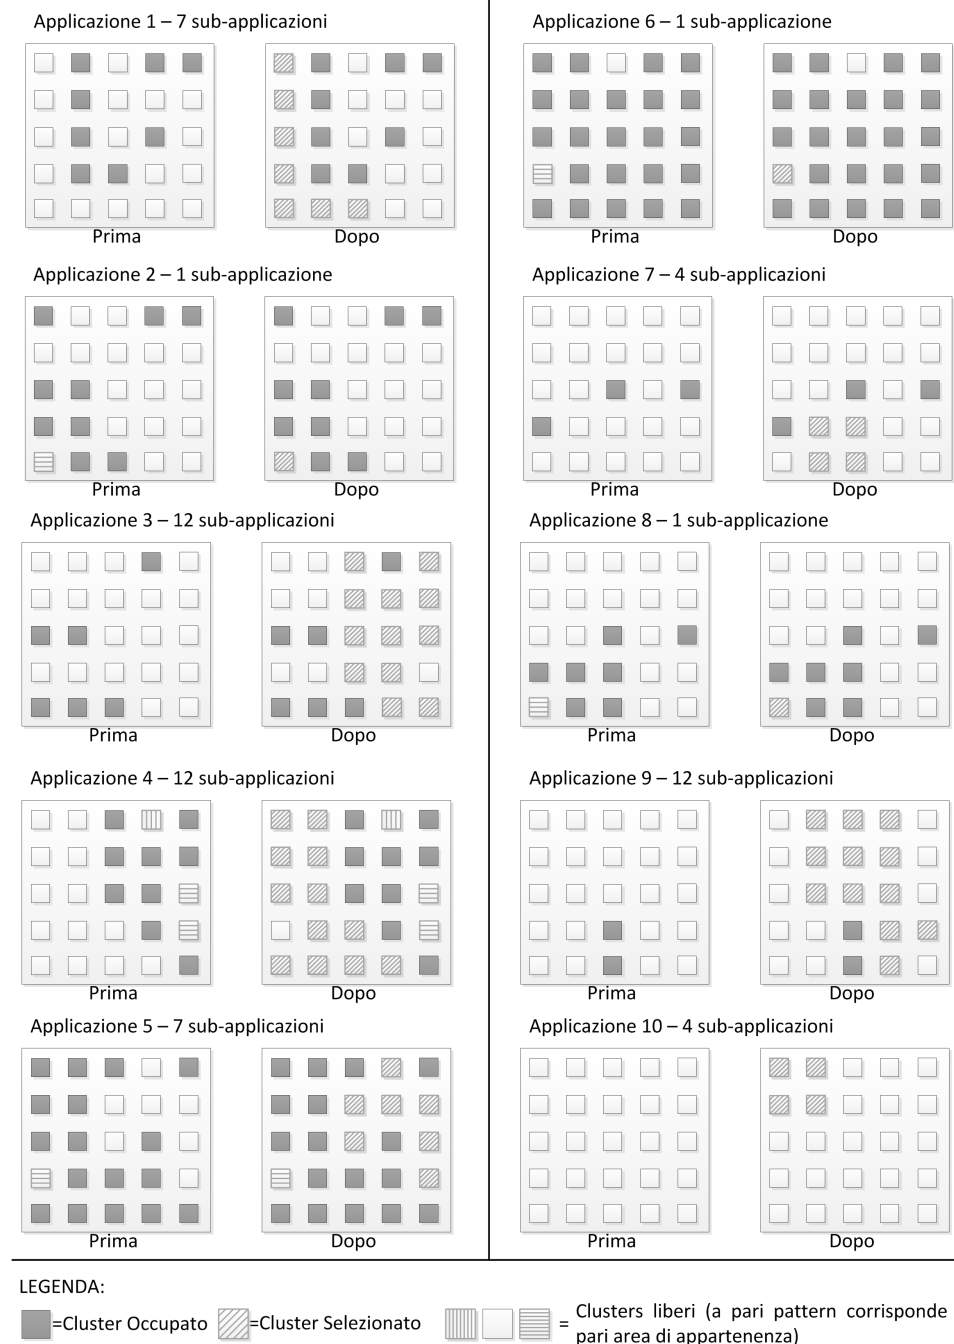 Applicazione 1 – 7 sub-applicazioni
Prima
Dopo
Applicazione 2 – 1 sub-applicazione
Prima
Dopo
Applicazione 3 – 12 sub-applicazioni
Prima
Dopo
Applicazione 4 – 12 sub-applicazioni
Prima
Dopo
Applicazione 5 – 7 sub-applicazioni
Prima
Dopo
Applicazione 6 – 1 sub-applicazione
Prima
Dopo
Applicazione 7 – 4 sub-applicazioni
Prima
Dopo
Applicazione 8 – 1 sub-applicazione
Prima
Dopo
Applicazione 9 – 12 sub-applicazioni
Prima
Dopo
Applicazione 10 – 4 sub-applicazioni
Prima
Dopo
LEGENDA:
=Cluster Occupato
=Cluster Selezionato
= Clusters liberi (a pari pattern corrisponde
pari area di appartenenza)